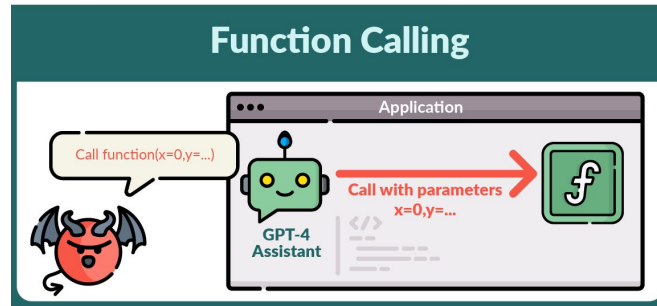 Function Calling
Application
Call function(x=0,y=...)
Call with parameters
x=0,y=...
GPT-4
Assistant
</>
f